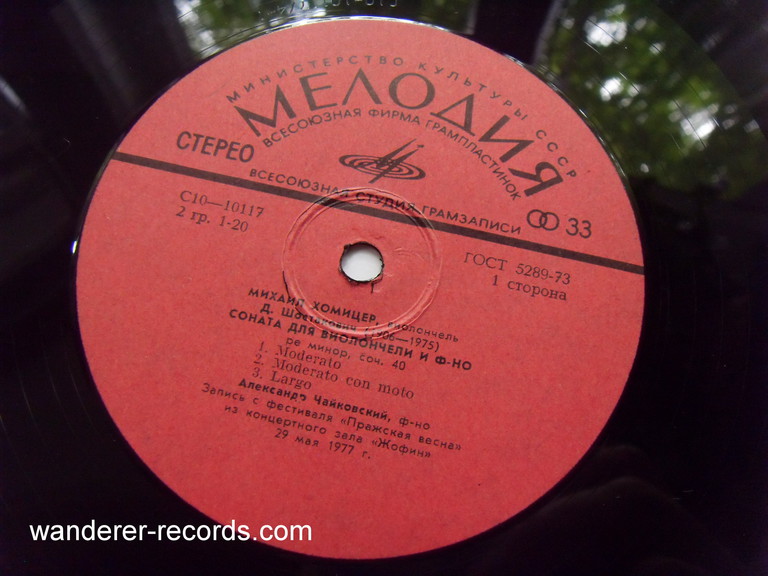 МИНИСТЕРСТВО КУЛЬТУРЫ СССР
МЕЛОДИЯ
ВСЕСОЮЗНАЯ ФИРМА ГРАМПЛАСТИНОК
СТЕРЕО
ВСЕСОЮЗНАЯ СТУДИЯ ГРАМЗАПИСИ
33
С10—10117
2 гр. 1-20
ГОСТ 5289-73
1 сторона
МИХАИЛ ХОМИЦЕР, виолончель
Д. Шостакович (1906—1975)
СОНАТА ДЛЯ ВИОЛОНЧЕЛИ И Ф-НО
ре минор, соч. 40
1. Moderato
2. Moderato con moto
3. Largo
Александр Чайковский, ф-но
Запись с фестиваля «Пражская весна»
из концертного зала «Жофин»
29 мая 1977 г.
wanderer-records.com